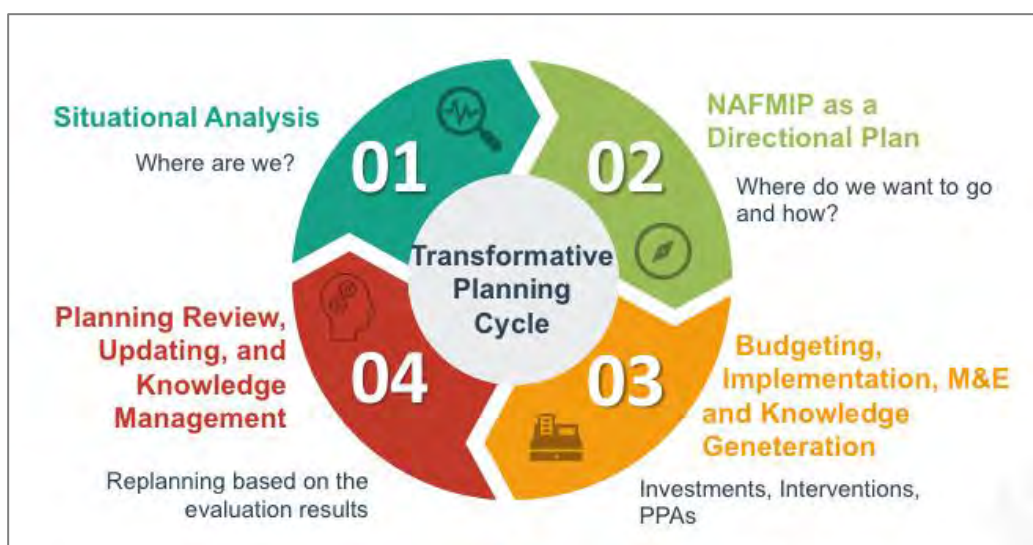 Situational Analysis
Where are we?
01
NAFMIP as a
Directional Plan
Where do we want to go
and how?
02
Transformative
Planning
Cycle
Planning Review,
Updating, and
Knowledge
Management
Replanning based on the
evaluation results
04
Budgeting,
Implementation, M&E
and Knowledge
Geneteration
Investments, Interventions,
PPAs
03